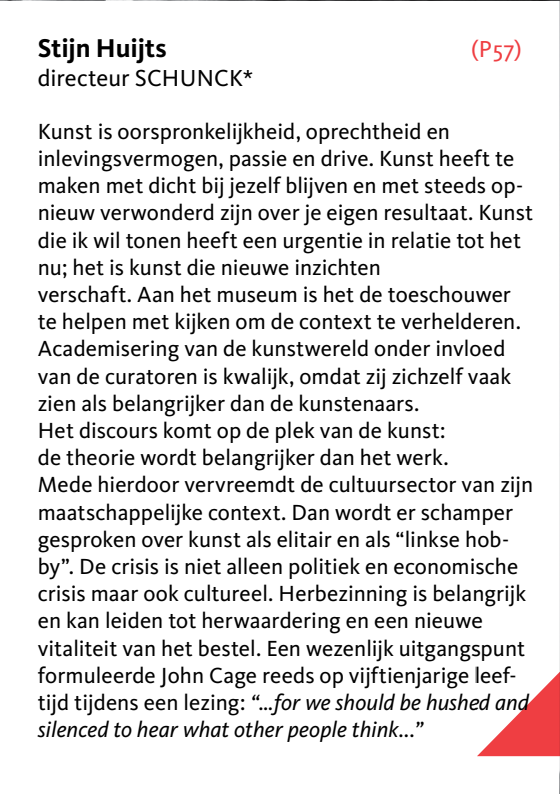 Stijn Huijts (P57)
directeur SCHUNCK*
Kunst is oorspronkelijkheid, oprechtheid en
inlevingsvermogen, passie en drive. Kunst heeft te
maken met dicht bij jezelf blijven en met steeds op-
nieuw verwonderd zijn over je eigen resultaat. Kunst
die ik wil tonen heeft een urgentie in relatie tot het
nu; het is kunst die nieuwe inzichten
verschaft. Aan het museum is het de toeschouwer
te helpen met kijken om de context te verhelderen.
Academisering van de kunstwereld onder invloed
van de curatoren is kwalijk, omdat zij zichzelf vaak
zien als belangrijker dan de kunstenaars.
Het discours komt op de plek van de kunst:
de theorie wordt belangrijker dan het werk.
Mede hierdoor vervreemdt de cultuursector van zijn
maatschappelijke context. Dan wordt er schamper
gesproken over kunst als elitair en als “linkse hob-
by”. De crisis is niet alleen politiek en economische
crisis maar ook cultureel. Herbezinning is belangrijk
en kan leiden tot herwaardering en een nieuwe
vitaliteit van het bestel. Een wezenlijk uitgangspunt
formuleerde John Cage reeds op vijftienjarige leef-
tijd tijdens een lezing: “...for we should be hushed and
silenced to hear what other people think...”